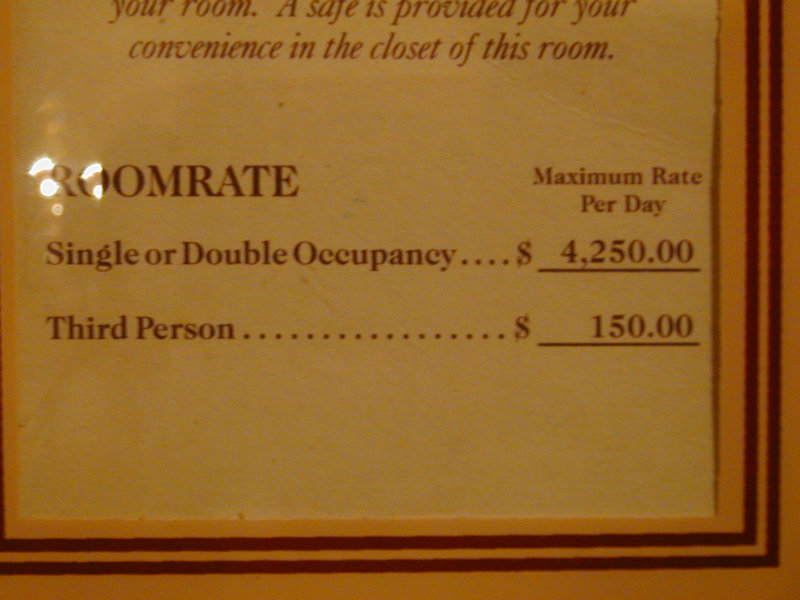 your room. A safe is provided for your
convenience in the closet of this room.
ROOMRATE
Maximum Rate
Per Day
Single or Double Occupancy....$ 4,250.00
Third Person...................$ 150.00